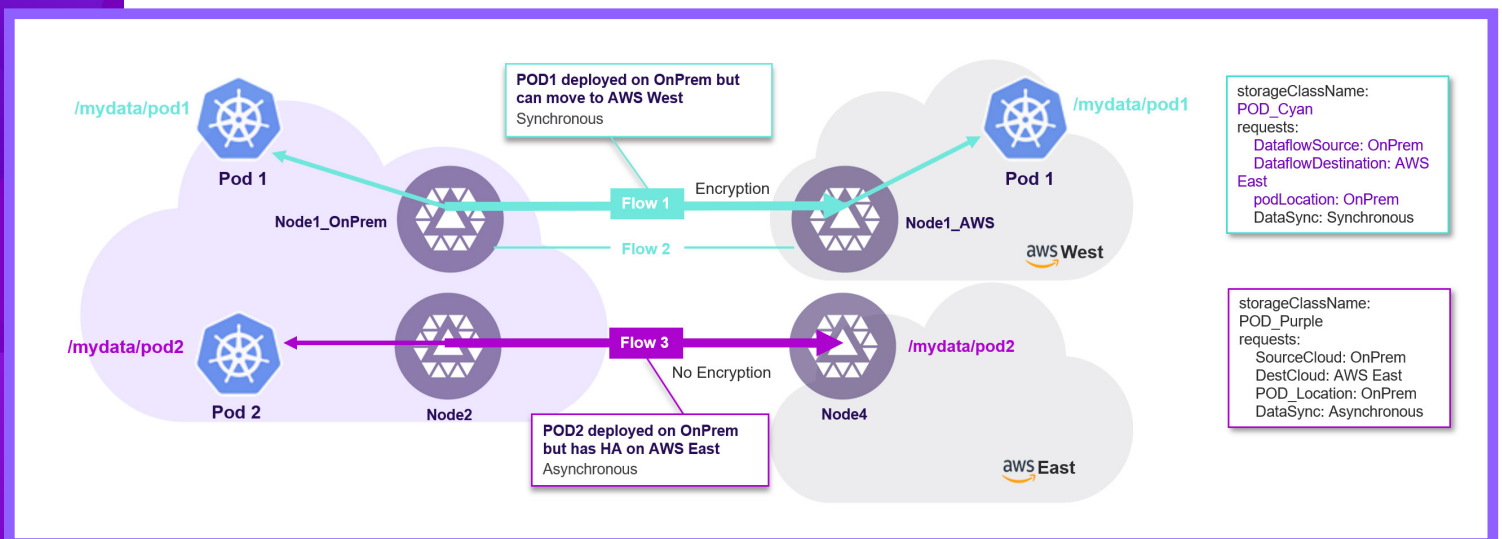 POD1 deployed on OnPrem but
can move to AWS West
Synchronous
/mydata/pod1
Pod 1
Node1_OnPrem
Encryption
Flow 1
Flow 2
Node1_AWS
Pod 1
/mydata/pod1
aws West
storageClassName:
POD_Cyan
requests:
DataflowSource: OnPrem
DataflowDestination: AWS
East
podLocation: OnPrem
DataSync: Synchronous
/mydata/pod2
Pod 2
Node2
Flow 3
No Encryption
/mydata/pod2
Node4
POD2 deployed on OnPrem
but has HA on AWS East
Asynchronous
aws East
storageClassName:
POD_Purple
requests:
SourceCloud: OnPrem
DestCloud: AWS East
POD_Location: OnPrem
DataSync: Asynchronous